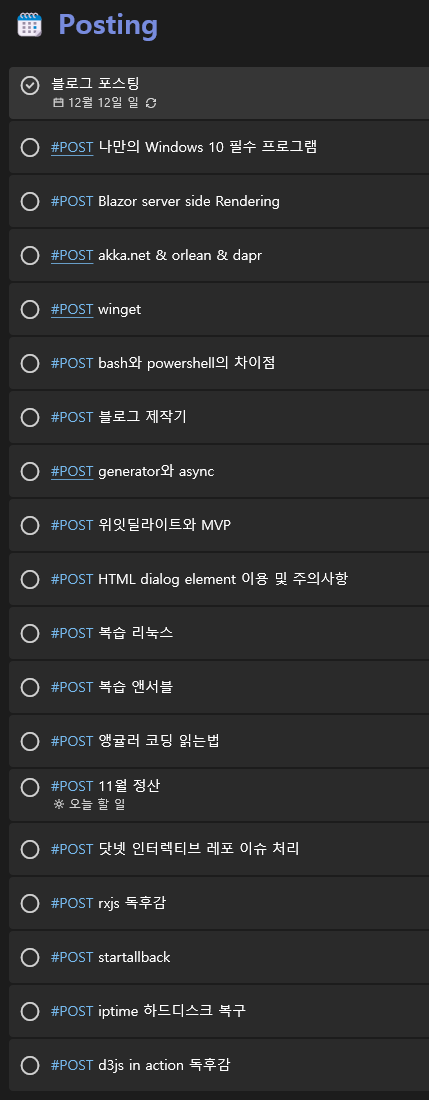 Posting
블로그 포스팅
12월 12일 일
#POST 나만의 Windows 10 필수 프로그램
#POST Blazor server side Rendering
#POST akka.net & orlean & dapr
#POST winget
#POST bash와 powershell의 차이점
#POST 블로그 제작기
#POST generator와 async
#POST 위잇딜라이트와 MVP
#POST HTML dialog element 이용 및 주의사항
#POST 복습 리눅스
#POST 복습 앤서블
#POST 앵귤러 코딩 읽는법
#POST 11월 정산
오늘 할 일
#POST 닷넷 인터렉티브 레포 이슈 처리
#POST rxjs 독후감
#POST startallback
#POST iptime 하드디스크 복구
#POST d3js in action 독후감